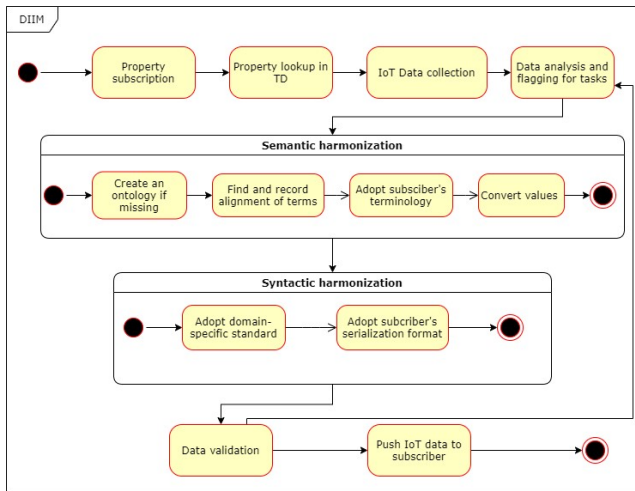 DIIM
Property
subscription
Property lookup in
TD
IoT Data collection
Data analysis and
flagging for tasks
Semantic harmonization
Create an
ontology if
missing
Find and record
alignment of terms
Adopt subsciber's
terminology
Convert values
Syntactic harmonization
Adopt domain-
specific standard
Adopt subcriber's
serialization format
Data validation
Push IoT data to
subscriber